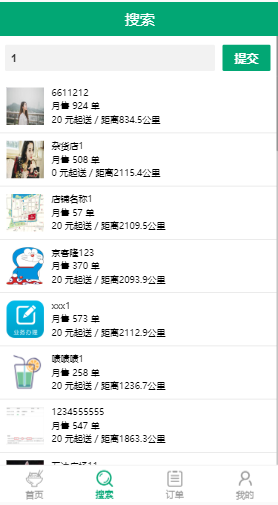 搜索
1
提交
6611212
月售 924 单
20 元起送 / 距离834.5公里
杂货店1
月售 508 单
0 元起送 / 距离2115.4公里
店铺名称1
月售 57 单
20 元起送 / 距离2109.5公里
京客隆123
月售 370 单
20 元起送 / 距离2093.9公里
xxx1
月售 573 单
20 元起送 / 距离2112.9公里
业务办理
啧啧啧1
月售 258 单
20 元起送 / 距离1236.7公里
1234555555
月售 547 单
20 元起送 / 距离1863.3公里
首页
搜索
订单
我的